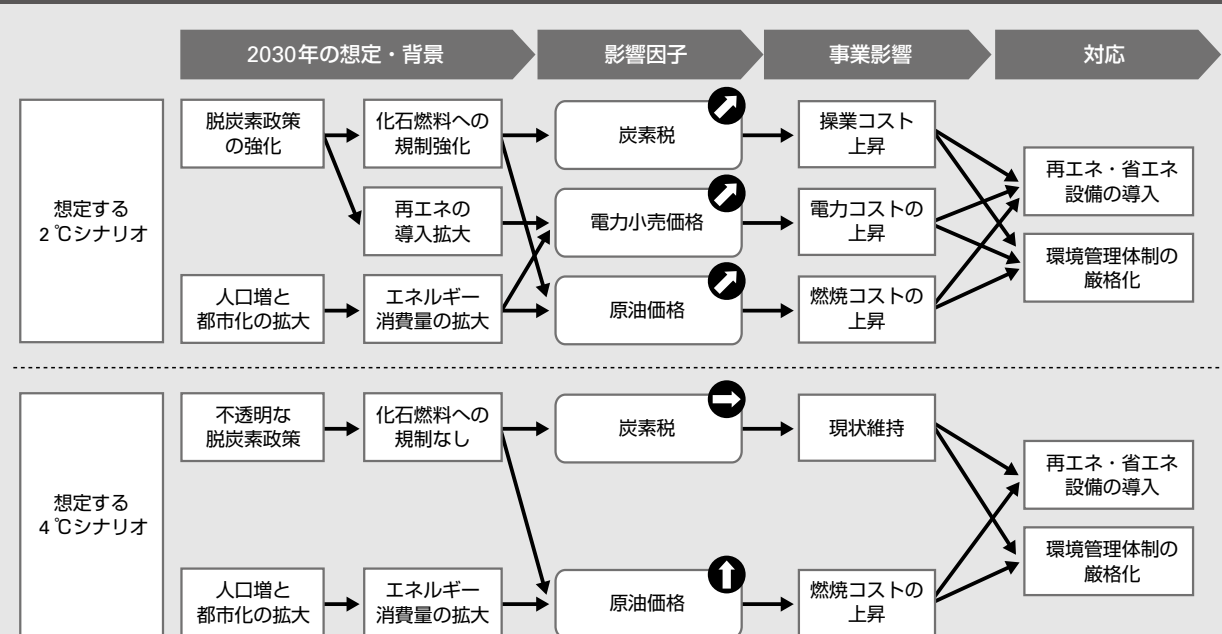 2030年の想定・背景
影響因子
事業影響
対応
想定する
2℃シナリオ
脱炭素政策
の強化
化石燃料への
規制強化
炭素税
操業コスト
上昇
再エネの
導入拡大
電力小売価格
電力コストの
上昇
人口増と
都市化の拡大
エネルギー
消費量の拡大
原油価格
燃焼コストの
上昇
再エネ・省エネ
設備の導入
環境管理体制の
厳格化
想定する
4℃シナリオ
不透明な
脱炭素政策
化石燃料への
規制なし
炭素税
現状維持
人口増と
都市化の拡大
エネルギー
消費量の拡大
原油価格
燃焼コストの
上昇
再エネ・省エネ
設備の導入
環境管理体制の
厳格化